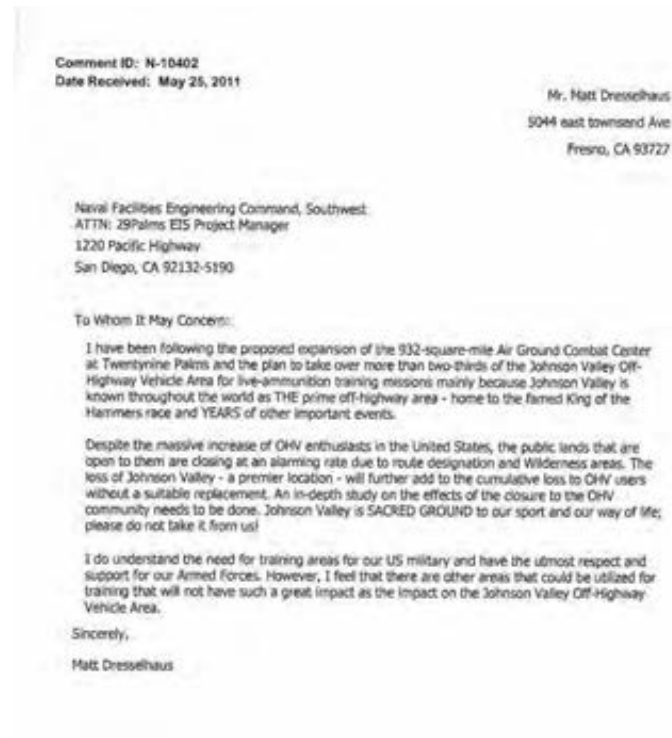 Comment ID: N-10402
Date Received: May 25, 2011
Mr. Matt Dresselhaus
5044 east townsend Ave
Fresno, CA 93727
Naval Facilities Engineering Command, Southwest
ATTN: 29Palms EIS Project Manager
1220 Pacific Highway
San Diego, CA 92132-5190
To Whom It May Concern:
I have been following the proposed expansion of the 932-square-mile Air Ground Combat Center
at Twentynine Palms and the plan to take over more than two-thirds of the Johnson Valley Off-
Highway Vehicle Area for live-ammunition training missions mainly because Johnson Valley is
known throughout the world as THE prime off-highway area - home to the famed King of the
Hammers race and YEARS of other important events.
Despite the massive increase of OHV enthusiasts in the United States, the public lands that are
open to them are closing at an alarming rate due to route designation and Wilderness areas. The
loss of Johnson Valley - a premier location - will further add to the cumulative loss to OHV users
without a suitable replacement. An in-depth study on the effects of the closure to the OHV
community needs to be done. Johnson Valley is SACRED GROUND to our sport and our way of life;
please do not take it from us!
I do understand the need for training areas for our US military and have the utmost respect and
support for our Armed Forces. However, I feel that there are other areas that could be utilized for
training that will not have such a great impact as the impact on the Johnson Valley Off-Highway
Vehicle Area.
Sincerely,
Matt Dresselhaus